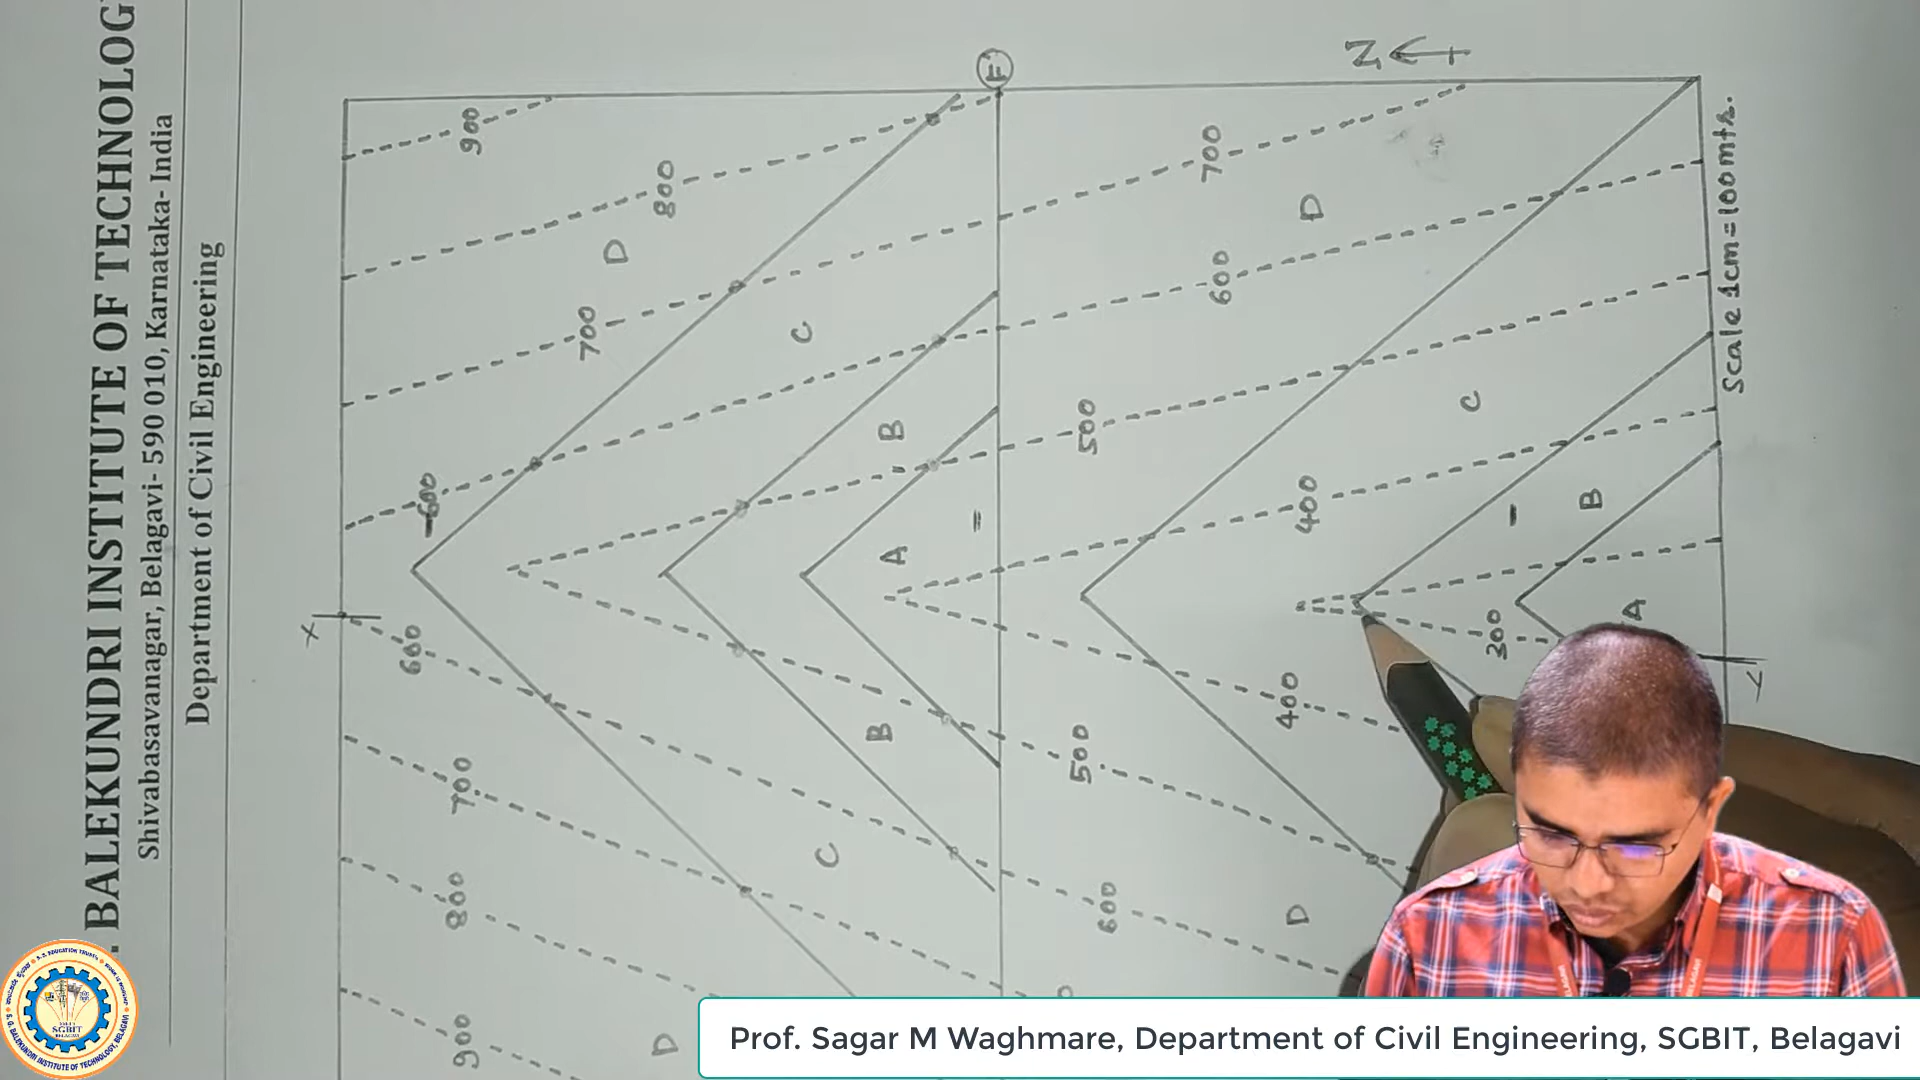 . BALEKUNDRI INSTITUTE OF TECHNOLOG
Shivabasavanagar, Belagavi- 590 010, Karnataka- India
Department of Civil Engineering
F
N
900
800
700
D
700
D
600
C
600
B
500
C
400
B
A
300
A
X
Y
600
400
B
500
700
C
800
600
D
900
D
Scale 1cm=100mts.
SGBIT
Prof. Sagar M Waghmare, Department of Civil Engineering, SGBIT, Belagavi